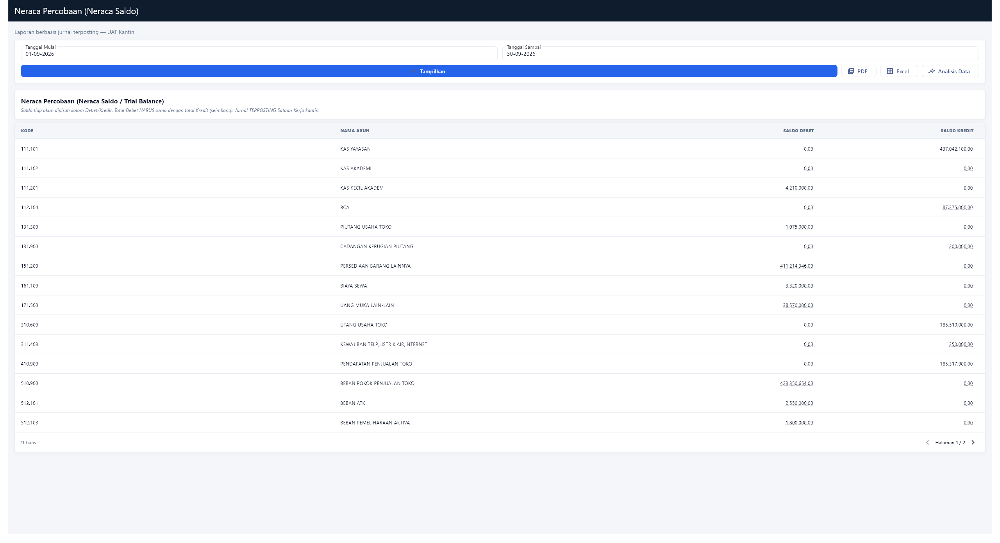 Neraca Percobaan (Neraca Saldo)
Laporan berbasis jurnal terposting — UAT Kantin
Tanggal Mulai
01-09-2026
Tanggal Sampai
30-09-2026
Tampilkan
PDF
Excel
Analisis Data
Neraca Percobaan (Neraca Saldo / Trial Balance)
Saldo tiap akun dipisah kolom Debet/Kredit. Total Debet HARUS sama dengan total Kredit (seimbang). Jurnal TERPOSTING Satuan Kerja kantin.
KODE NAMA AKUN SALDO DEBET SALDO KREDIT
111.101 KAS YAYASAN 0,00 437.042.100,00
111.102 KAS AKADEMI 0,00 0,00
111.201 KAS KECIL AKADEM 4.210.000,00 0,00
112.104 BCA 0,00 87.375.000,00
131.300 PIUTANG USAHA TOKO 1.075.000,00 0,00
131.900 CADANGAN KERUGIAN PIUTANG 0,00 200.000,00
151.200 PERSEDIAAN BARANG LAINNYA 411.214.346,00 0,00
161.100 BIAYA SEWA 3.320.000,00 0,00
171.500 UANG MUKA LAIN-LAIN 38.570.000,00 0,00
310.600 UTANG USAHA TOKO 0,00 185.510.000,00
311.403 KEWAJIBAN TELP,LISTRIK,AIR,INTERNET 0,00 350.000,00
410.900 PENDAPATAN PENJUALAN TOKO 0,00 185.317.900,00
510.900 BEBAN POKOK PENJUALAN TOKO 423.350.654,00 0,00
512.101 BEBAN ATK 2.550.000,00 0,00
512.103 BEBAN PEMELIHARAAN AKTIVA 1.800.000,00 0,00
21 baris
Halaman 1 / 2